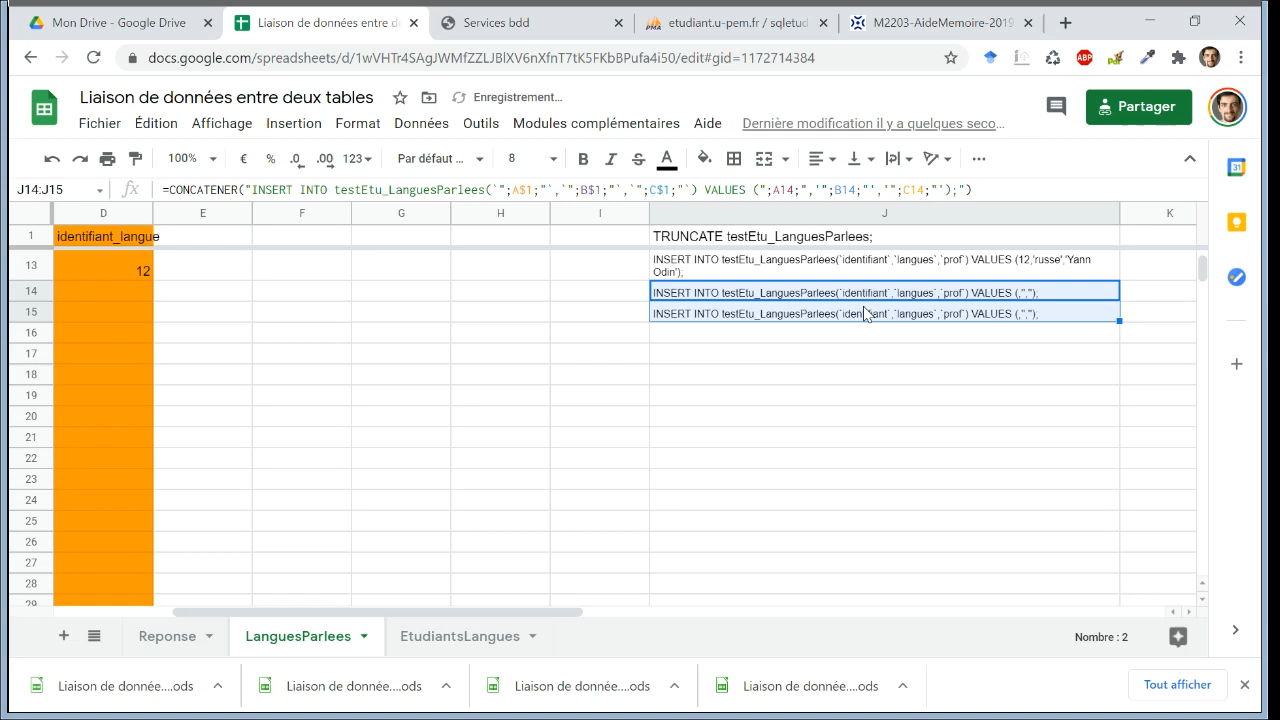 Mon Drive - Google Drive
Liaison de données entre d
Services bdd
etudiant.u-pem.fr / sqletud
M2203-AideMemoire-2019
docs.google.com/spreadsheets/d/1wVHTr4SAgJWMfZZLJBlXV6nXfnT7tK5FKbBPufa4i50/edit#gid=1172714384
Liaison de données entre deux tables
Enregistrement...
Fichier Édition Affichage Insertion Format Données Outils Modules complémentaires Aide Dernière modification il y a quelques seco...
Partager
100% € % .0 .00 123 Par défaut ... 8 B I S A
J14:J15 fx =CONCATENER("INSERT INTO testEtu_LanguesParlees(`";A$1;"`,`";B$1;"`,`";C$1;"`) VALUES (";A14;",'";B14;"','";C14;"');")
D E F G H I J K
1 identifiant_langue TRUNCATE testEtu_LanguesParlees;
13 12 INSERT INTO testEtu_LanguesParlees(`identifiant`,`langues`,`prof`) VALUES (12,'russe','Yann
Odin');
14 INSERT INTO testEtu_LanguesParlees(`identifiant`,`langues`,`prof`) VALUES (,'','');
15 INSERT INTO testEtu_LanguesParlees(`identifiant`,`langues`,`prof`) VALUES (,'','');
16
17
18
19
20
21
22
23
24
25
26
27
28
29
Reponse LanguesParlees EtudiantsLangues Nombre : 2
Liaison de donnée....ods
Liaison de donnée....ods
Liaison de donnée....ods
Liaison de donnée....ods
Tout afficher